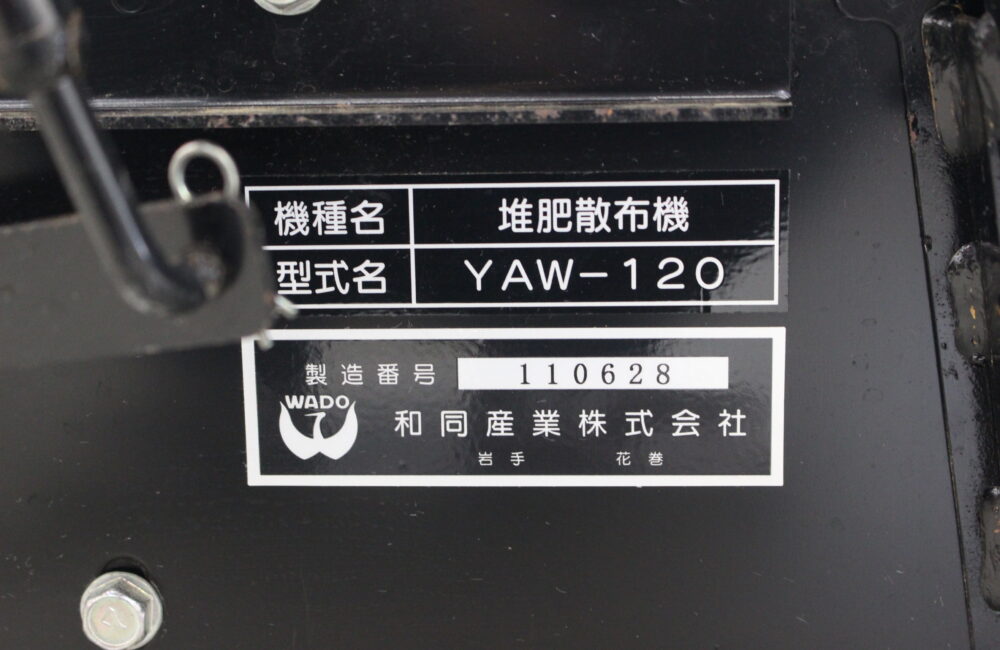 機種名 堆肥散布機
型式名 YAW-120
製造番号 110628
WADO 和同産業株式会社
岩手 花巻